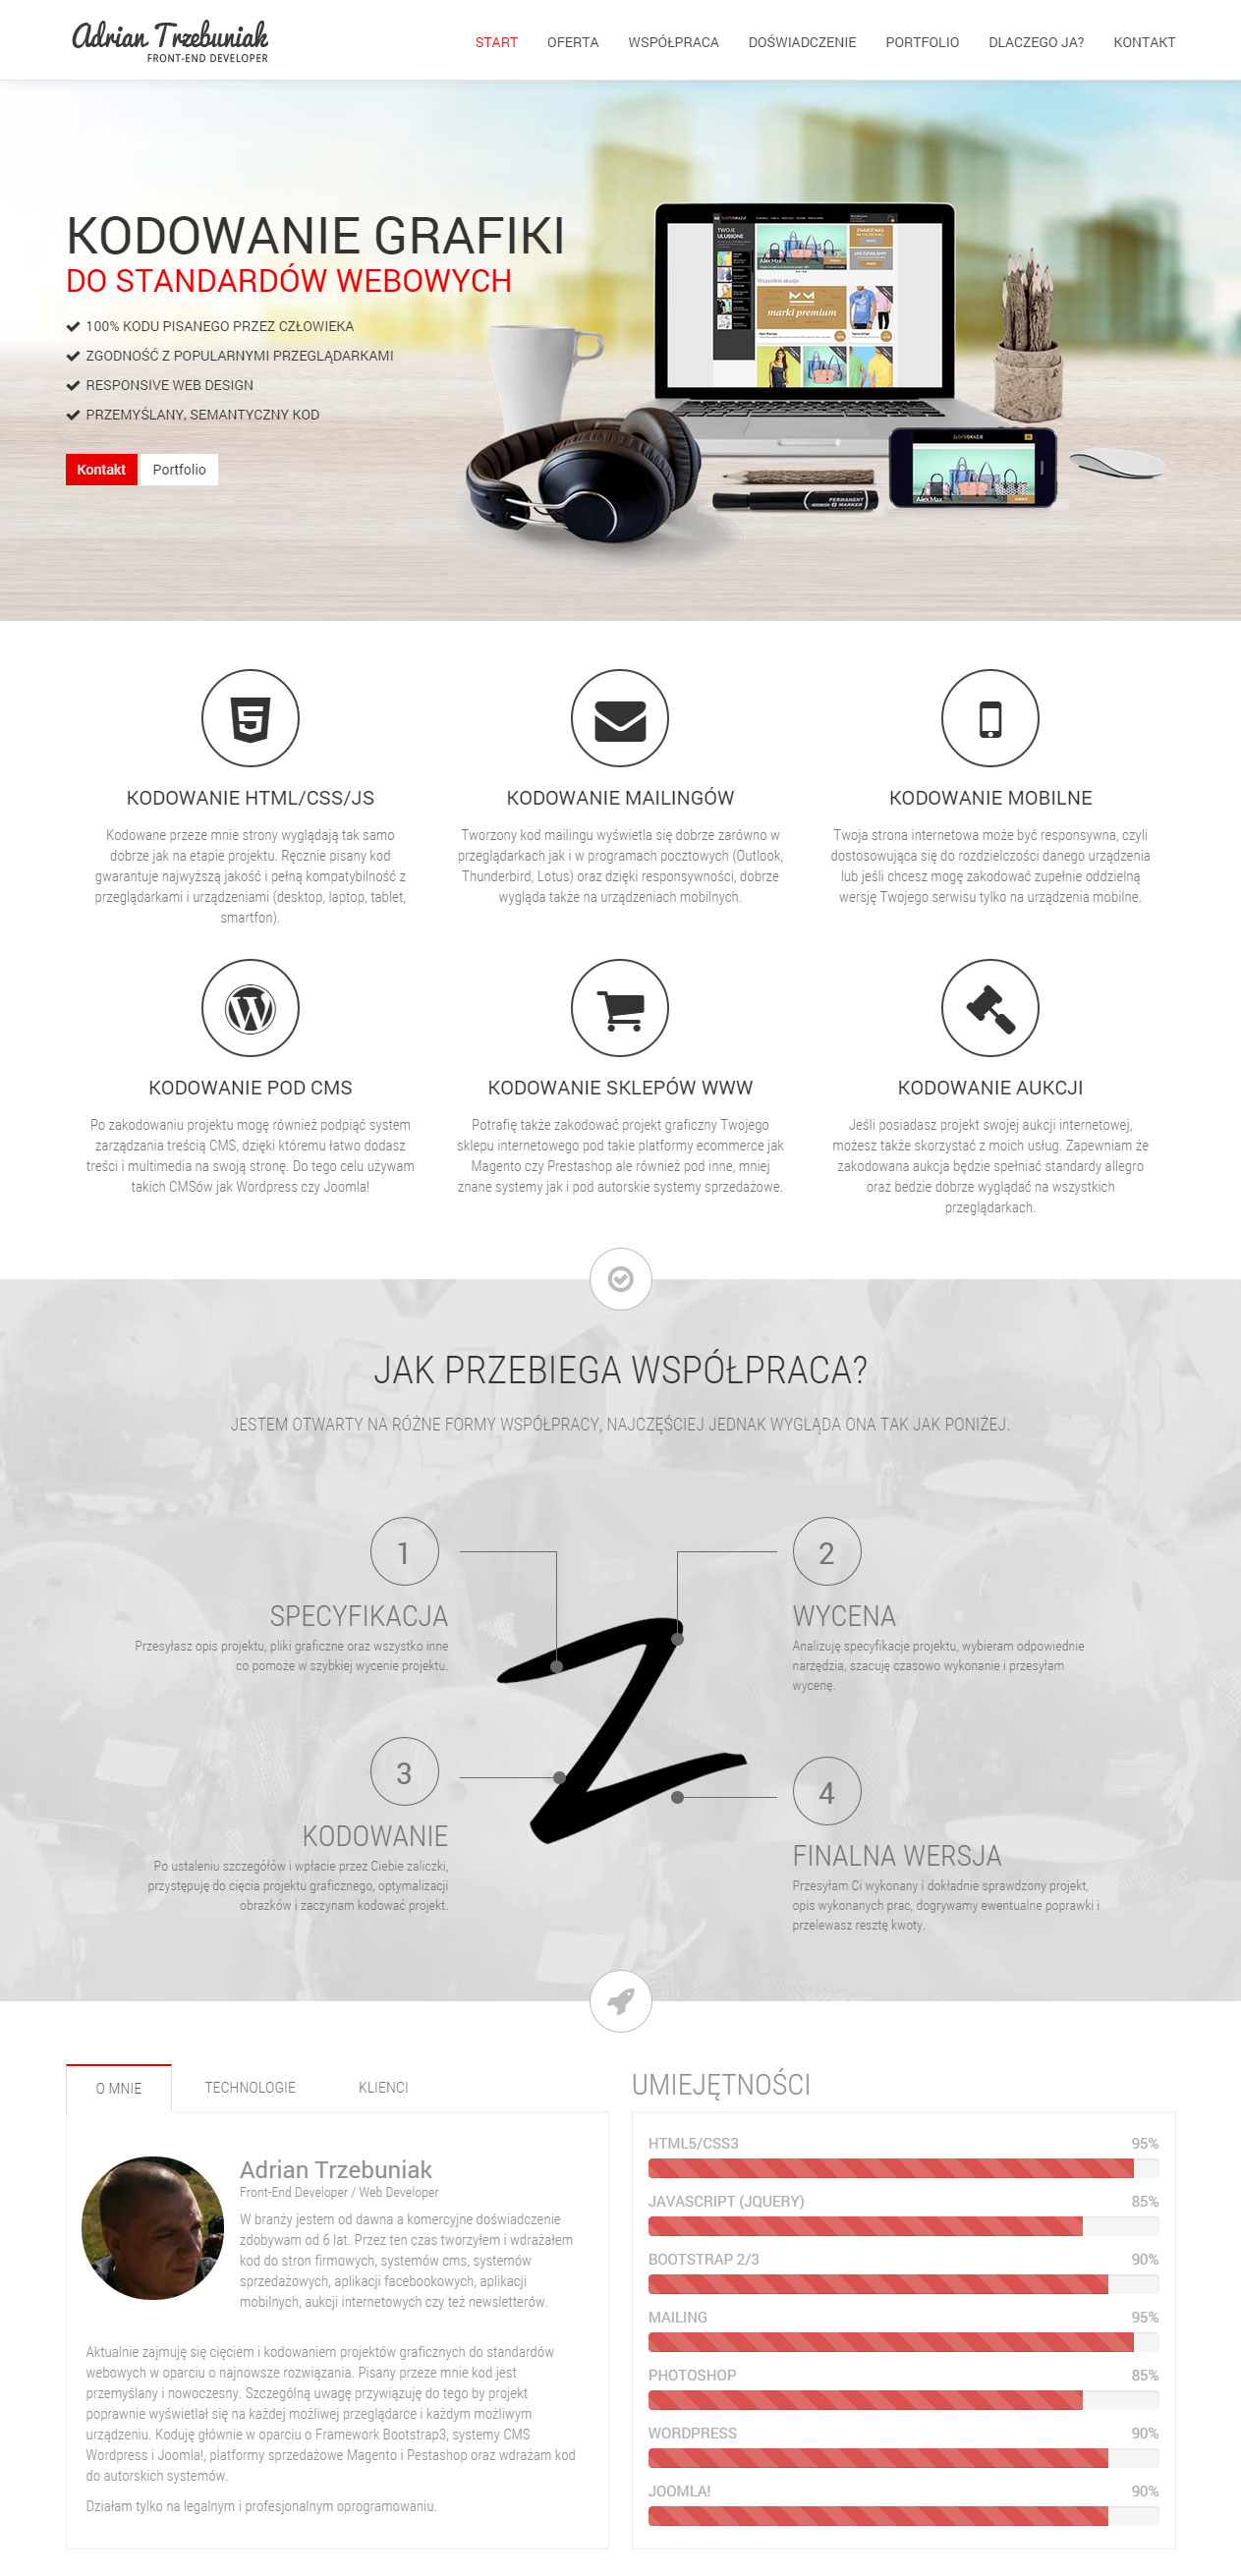 Adrian Trzebuniak
FRONT-END DEVELOPER
START OFERTA WSPÓŁPRACA DOŚWIADCZENIE PORTFOLIO DLACZEGO JA? KONTAKT
KODOWANIE GRAFIKI
DO STANDARDÓW WEBOWYCH
100% KODU PISANEGO PRZEZ CZŁOWIEKA
ZGODNOŚĆ Z POPULARNYMI PRZEGLĄDARKAMI
RESPONSIVE WEB DESIGN
PRZEMYŚLANY, SEMANTYCZNY KOD
Kontakt Portfolio
TWOJE
ULUBIONE
Alex Max
marki premium
PERMANENT
MARKER
Alex Max
KODOWANIE HTML/CSS/JS
Kodowane przeze mnie strony wyglądają tak samo
dobrze jak na etapie projektu. Ręcznie pisany kod
gwarantuje najwyższą jakość i pełną kompatybilność z
przeglądarkami i urządzeniami (desktop, laptop, tablet,
smartfon).
KODOWANIE MAILINGÓW
Tworzony kod mailingu wyświetla się dobrze zarówno w
przeglądarkach jak i w programach pocztowych (Outlook,
Thunderbird, Lotus) oraz dzięki responsywności, dobrze
wygląda także na urządzeniach mobilnych.
KODOWANIE MOBILNE
Twoja strona internetowa może być responsywna, czyli
dostosowująca się do rozdzielczości danego urządzenia
lub jeśli chcesz mogę zakodować zupełnie oddzielną
wersję Twojego serwisu tylko na urządzenia mobilne.
KODOWANIE POD CMS
Po zakodowaniu projektu mogę również podpiąć system
zarządzania treścią CMS, dzięki któremu łatwo dodasz
treści i multimedia na swoją stronę. Do tego celu używam
takich CMSów jak Wordpress czy Joomla!
KODOWANIE SKLEPÓW WWW
Potrafię także zakodować projekt graficzny Twojego
sklepu internetowego pod takie platformy ecommerce jak
Magento czy Prestashop ale również pod inne, mniej
znane systemy jak i pod autorskie systemy sprzedażowe.
KODOWANIE AUKCJI
Jeśli posiadasz projekt swojej aukcji internetowej,
możesz także skorzystać z moich usług. Zapewniam że
zakodowana aukcja będzie spełniać standardy allegro
oraz bedzie dobrze wyglądać na wszystkich
przeglądarkach.
JAK PRZEBIEGA WSPÓŁPRACA?
JESTEM OTWARTY NA RÓŻNE FORMY WSPÓŁPRACY, NAJCZĘŚCIEJ JEDNAK WYGLĄDA ONA TAK JAK PONIŻEJ.
1
SPECYFIKACJA
Przesyłasz opis projektu, pliki graficzne oraz wszystko inne
co pomoże w szybkiej wycenie projektu.
2
WYCENA
Analizuję specyfikacje projektu, wybieram odpowiednie
narzędzia, szacuję czasowo wykonanie i przesyłam
wycenę.
Z
3
KODOWANIE
Po ustaleniu szczegółów i wpłacie przez Ciebie zaliczki,
przystępuję do cięcia projektu graficznego, optymalizacji
obrazków i zaczynam kodować projekt.
4
FINALNA WERSJA
Przesyłam Ci wykonany i dokładnie sprawdzony projekt,
opis wykonanych prac, dogrywamy ewentualne poprawki i
przelewasz resztę kwoty.
O MNIE TECHNOLOGIE KLIENCI
Adrian Trzebuniak
Front-End Developer / Web Developer
W branży jestem od dawna a komercyjne doświadczenie
zdobywam od 6 lat. Przez ten czas tworzyłem i wdrażałem
kod do stron firmowych, systemów cms, systemów
sprzedażowych, aplikacji facebookowych, aplikacji
mobilnych, aukcji internetowych czy też newsletterów.
Aktualnie zajmuję się cięciem i kodowaniem projektów graficznych do standardów
webowych w oparciu o najnowsze rozwiązania. Pisany przeze mnie kod jest
przemyślany i nowoczesny. Szczególną uwagę przywiązuję do tego by projekt
poprawnie wyświetlał się na każdej możliwej przeglądarce i każdym możliwym
urządzeniu. Koduję głównie w oparciu o Framework Bootstrap3, systemy CMS
Wordpress i Joomla!, platformy sprzedażowe Magento i Pestashop oraz wdrażam kod
do autorskich systemów.
Działam tylko na legalnym i profesjonalnym oprogramowaniu.
UMIEJĘTNOŚCI
HTML5/CSS3 95%
JAVASCRIPT (JQUERY) 85%
BOOTSTRAP 2/3 90%
MAILING 95%
PHOTOSHOP 85%
WORDPRESS 90%
JOOMLA! 90%